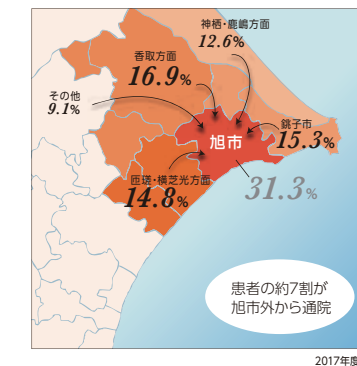 神栖・鹿嶋方面
12.6%
香取方面
16.9%
その他
9.1%
銚子市
15.3%
旭市
31.3%
匝瑳・横芝光方面
14.8%
患者の約7割が
旭市外から通院
2017年度